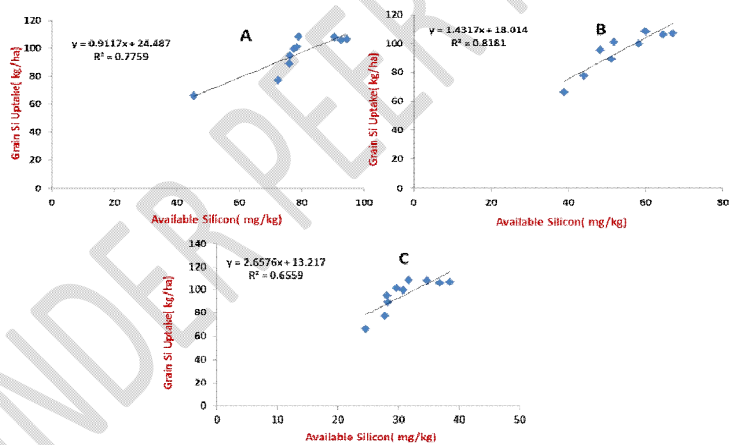 A
y = 0.9117x + 24.487
R² = 0.7759
Grain Si Uptake( kg/ha)
120
100
80
60
40
20
0
0 20 40 60 80 100
Available Silicon( mg/kg)
B
y = 1.4317x + 18.014
R² = 0.8181
Grain Si Uptake( kg/ha)
120
100
80
60
40
20
0
0 20 40 60 80
Available Silicon( mg/kg)
C
y = 2.6576x + 13.217
R² = 0.6559
Grain Si Uptake( kg/ha)
140
120
100
80
60
40
20
0
0 10 20 30 40 50
Available Silicon( mg/kg)
UNDER PEER